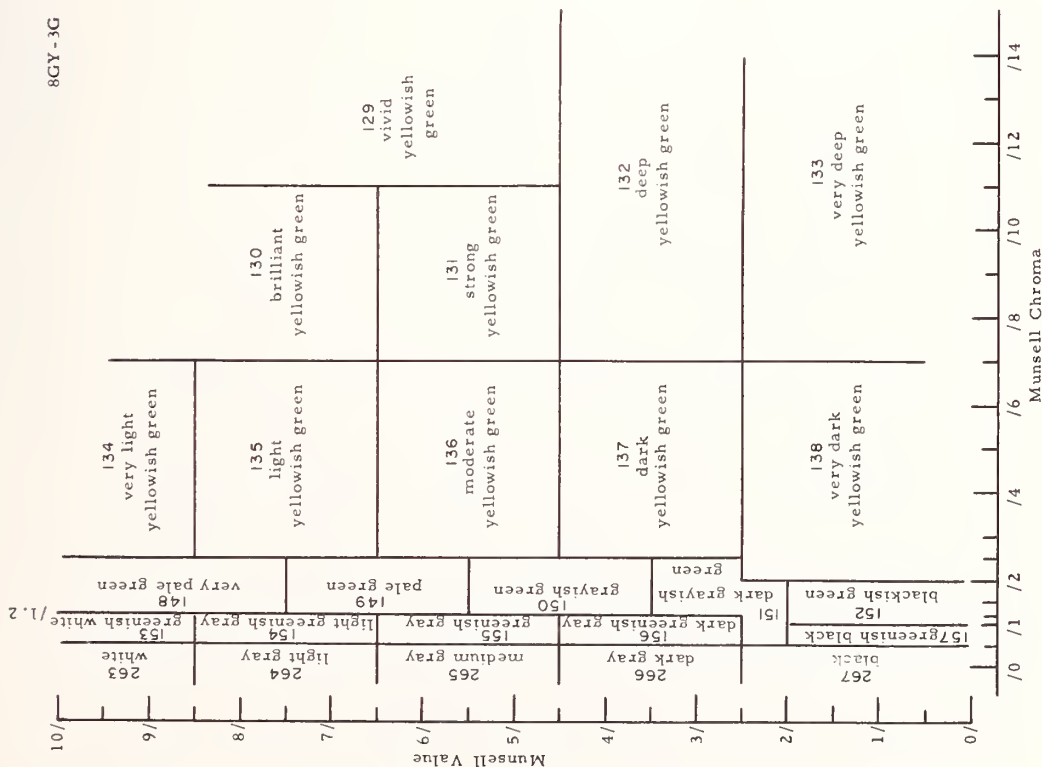 8GY-3G
129
vivid
yellowish
green
130
brilliant
yellowish green
131
strong
yellowish green
132
deep
yellowish green
133
very deep
yellowish green
134
very light
yellowish green
135
light
yellowish green
136
moderate
yellowish green
137
dark
yellowish green
138
very dark
yellowish green
148
very pale green
149
pale green
150
grayish green
151
dark grayish
green
152
blackish green
/1.2
153
greenish white
154
light greenish gray
155
greenish gray
156
dark greenish gray
157 greenish black
263
white
264
light gray
265
medium gray
266
dark gray
267
black
10/
9/
8/
7/
6/
5/
4/
3/
2/
1/
0/
Munsell Value
/0
/1
/2
/4
/6
/8
/10
/12
/14
Munsell Chroma